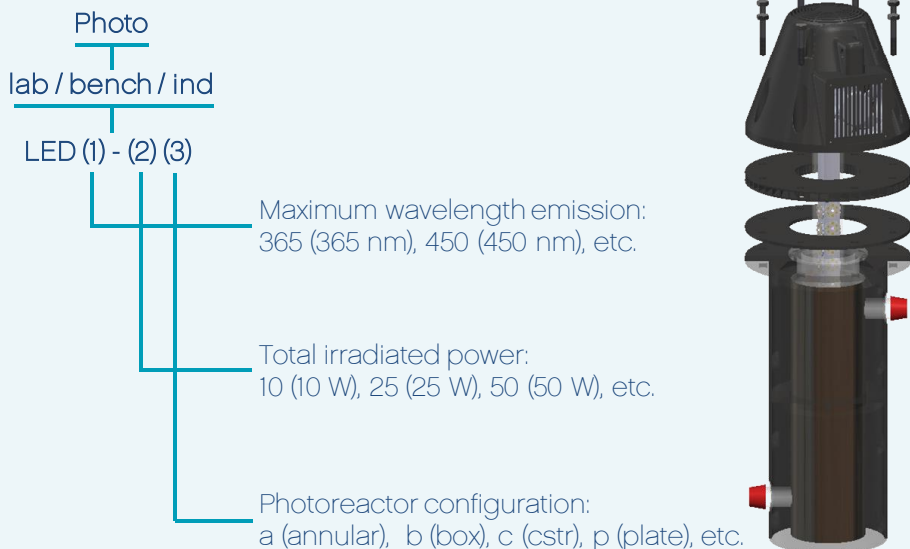 Photo
lab / bench / ind
LED (1) - (2) (3)
Maximum wavelength emission:
365 (365 nm), 450 (450 nm), etc.
Total irradiated power:
10 (10 W), 25 (25 W), 50 (50 W), etc.
Photoreactor configuration:
a (annular), b (box), c (cstr), p (plate), etc.